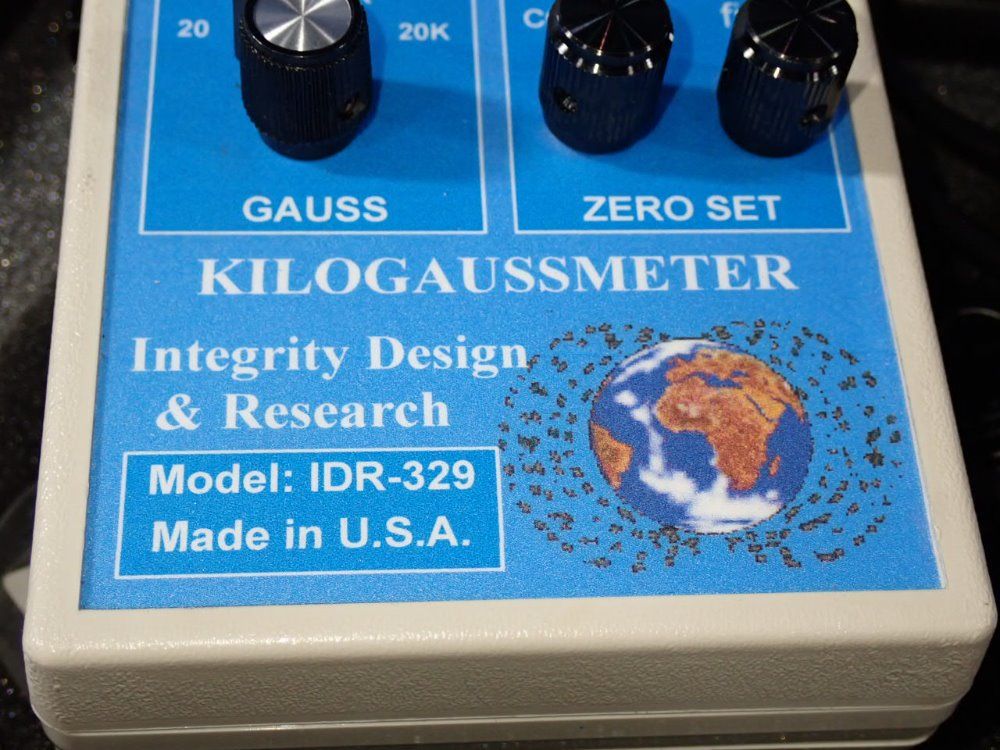 20
20K
GAUSS
ZERO SET
KILOGAUSSMETER
Integrity Design
& Research
Model: IDR-329
Made in U.S.A.